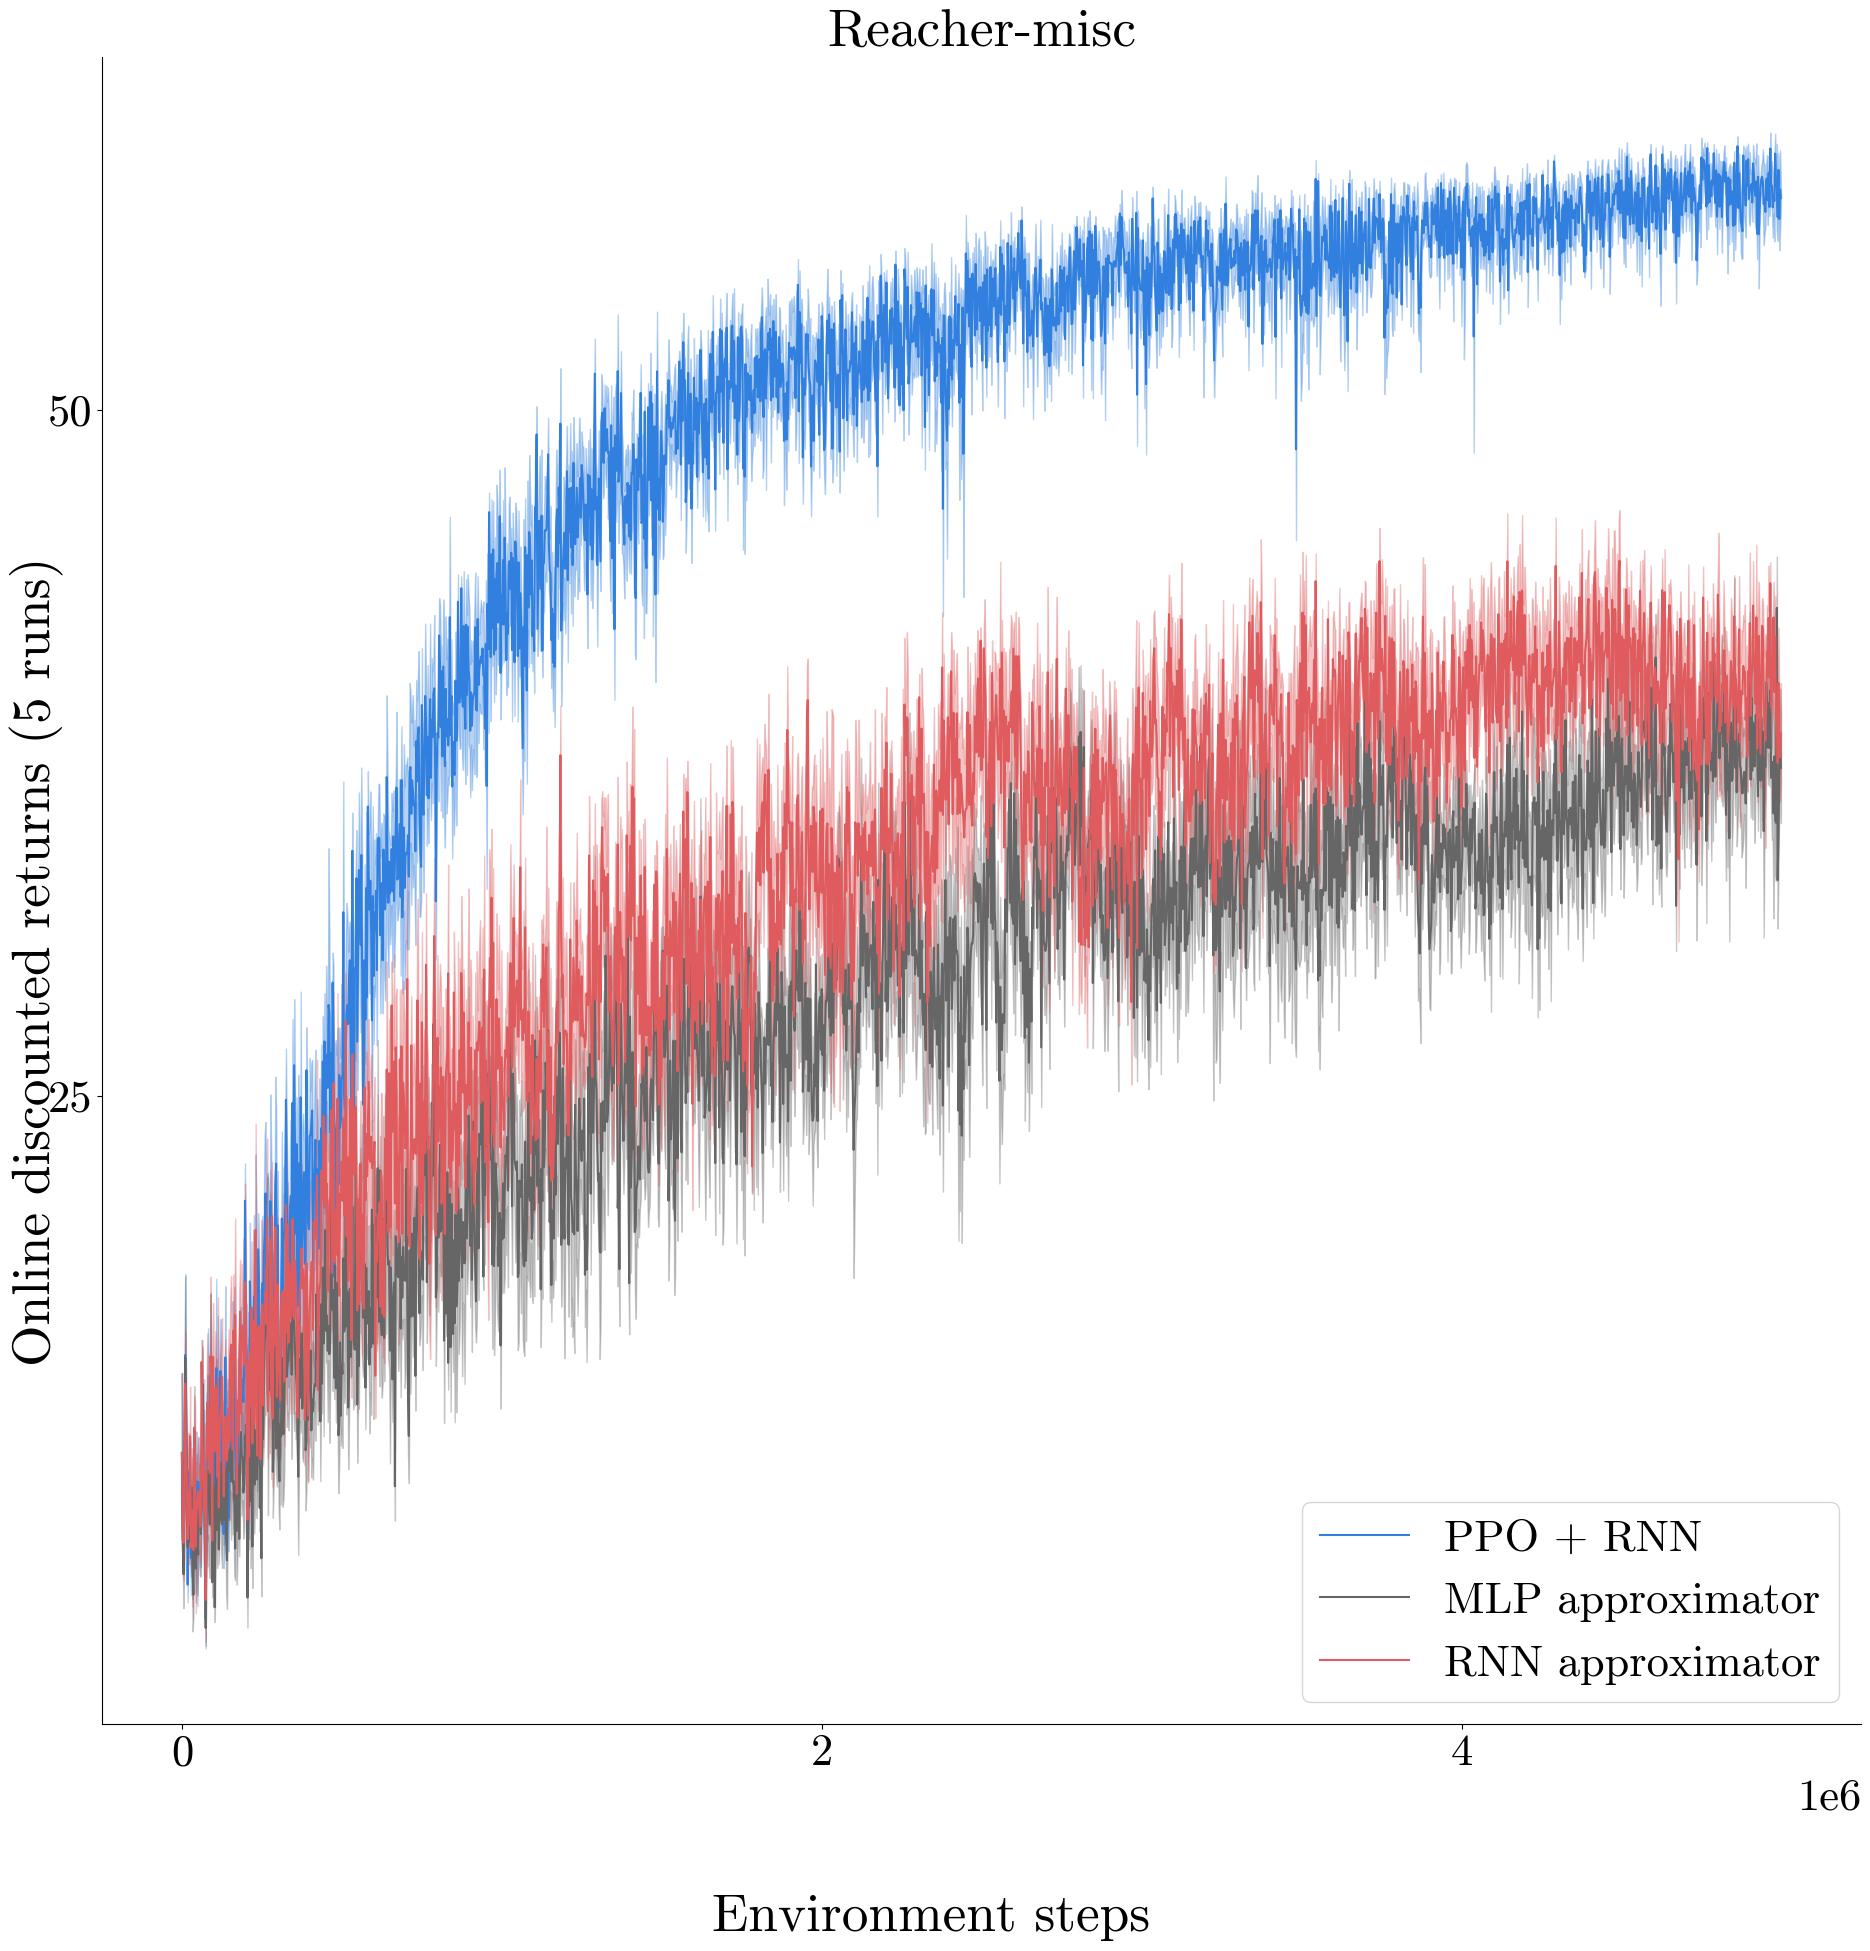 Reacher-misc
Online discounted returns (5 runs)
50
25
PPO + RNN
MLP approximator
RNN approximator
0 2 4
1e6
Environment steps